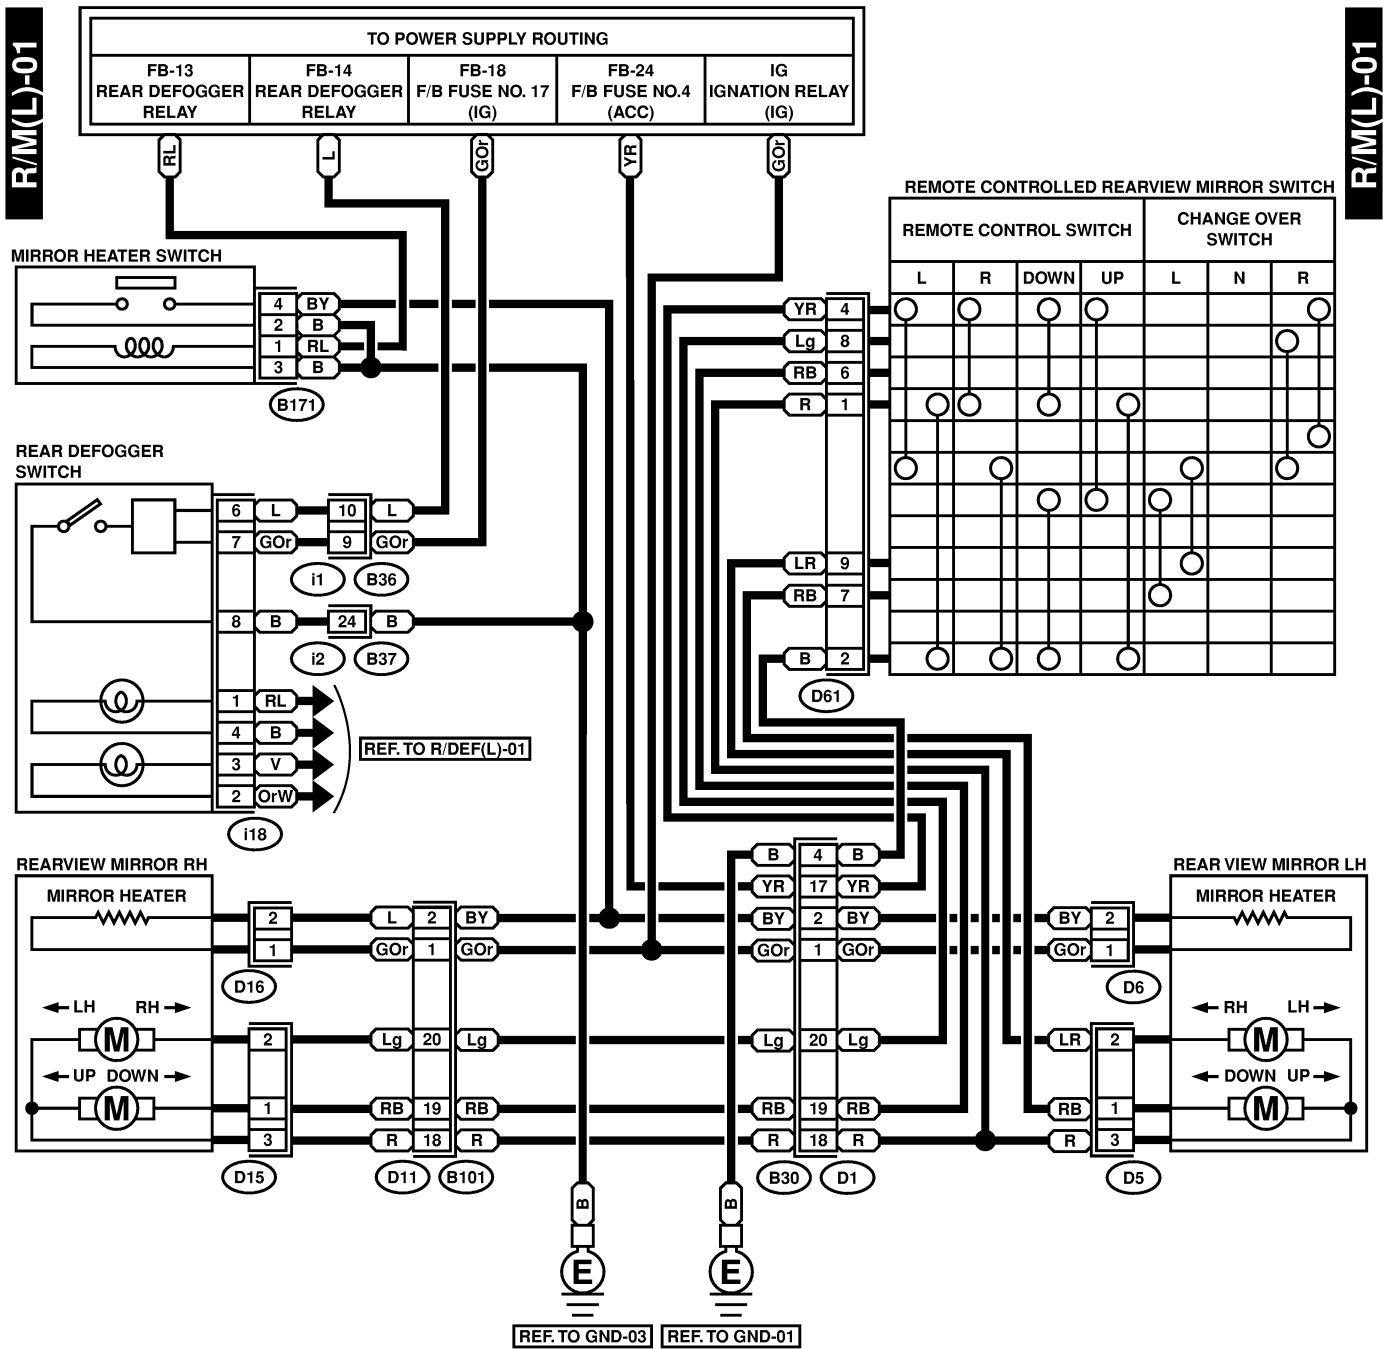 R/M(L)-01
R/M(L)-01
TO POWER SUPPLY ROUTING
FB-13
REAR DEFOGGER
RELAY
FB-14
REAR DEFOGGER
RELAY
FB-18
F/B FUSE NO. 17
(IG)
FB-24
F/B FUSE NO.4
(ACC)
IG
IGNATION RELAY
(IG)
RL
L
GOr
YR
GOr
REMOTE CONTROLLED REARVIEW MIRROR SWITCH
REMOTE CONTROL SWITCH
CHANGE OVER
SWITCH
L R DOWN UP L N R
YR 4
Lg 8
RB 6
R 1
LR 9
RB 7
B 2
D61
MIRROR HEATER SWITCH
4 BY
2 B
1 RL
3 B
B171
REAR DEFOGGER
SWITCH
6 L 10 L
7 GOr 9 GOr
i1 B36
8 B 24 B
i2 B37
1 RL
4 B
3 V
2 OrW
REF. TO R/DEF(L)-01
i18
REARVIEW MIRROR RH
MIRROR HEATER
2
1
D16
LH RH
M
UP DOWN
M
2
1
3
D15
L 2 BY
GOr 1 GOr
Lg 20 Lg
RB 19 RB
R 18 R
D11 B101
B 4 B
YR 17 YR
BY 2 BY
GOr 1 GOr
Lg 20 Lg
RB 19 RB
R 18 R
B30 D1
REAR VIEW MIRROR LH
MIRROR HEATER
BY 2
GOr 1
D6
RH LH
M
DOWN UP
M
LR 2
RB 1
R 3
D5
B
E
REF. TO GND-03
B
E
REF. TO GND-01